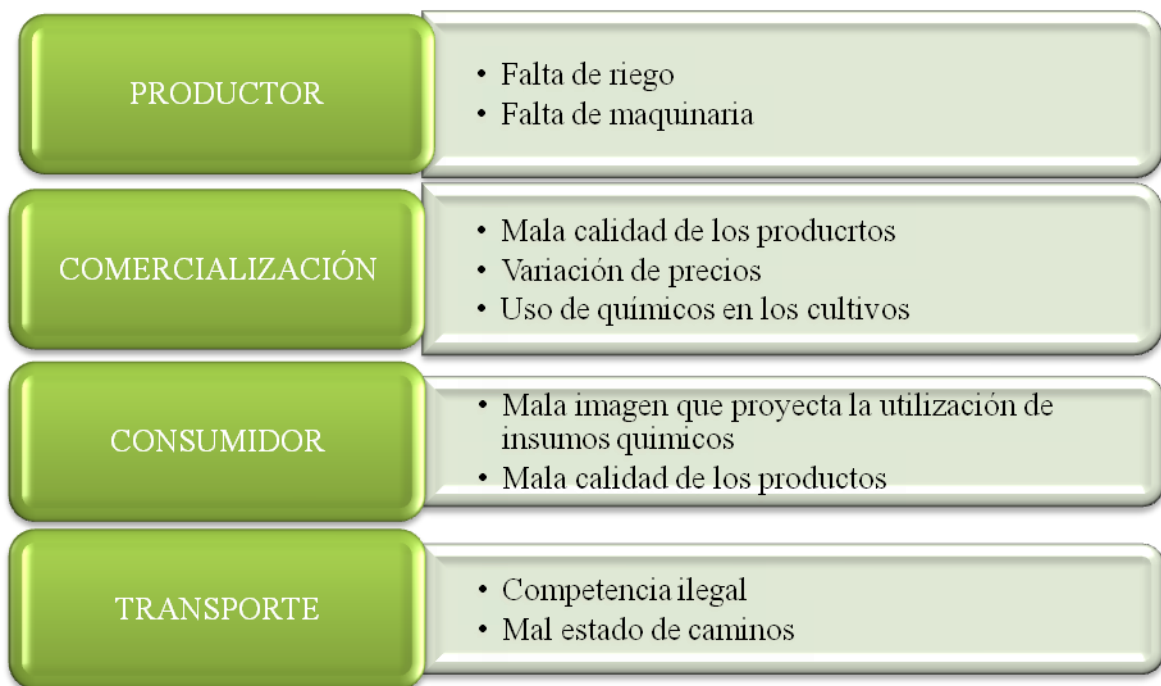 PRODUCTOR
• Falta de riego
• Falta de maquinaria
COMERCIALIZACIÓN
• Mala calidad de los producrtos
• Variación de precios
• Uso de químicos en los cultivos
CONSUMIDOR
• Mala imagen que proyecta la utilización de
insumos quimicos
• Mala calidad de los productos
TRANSPORTE
• Competencia ilegal
• Mal estado de caminos